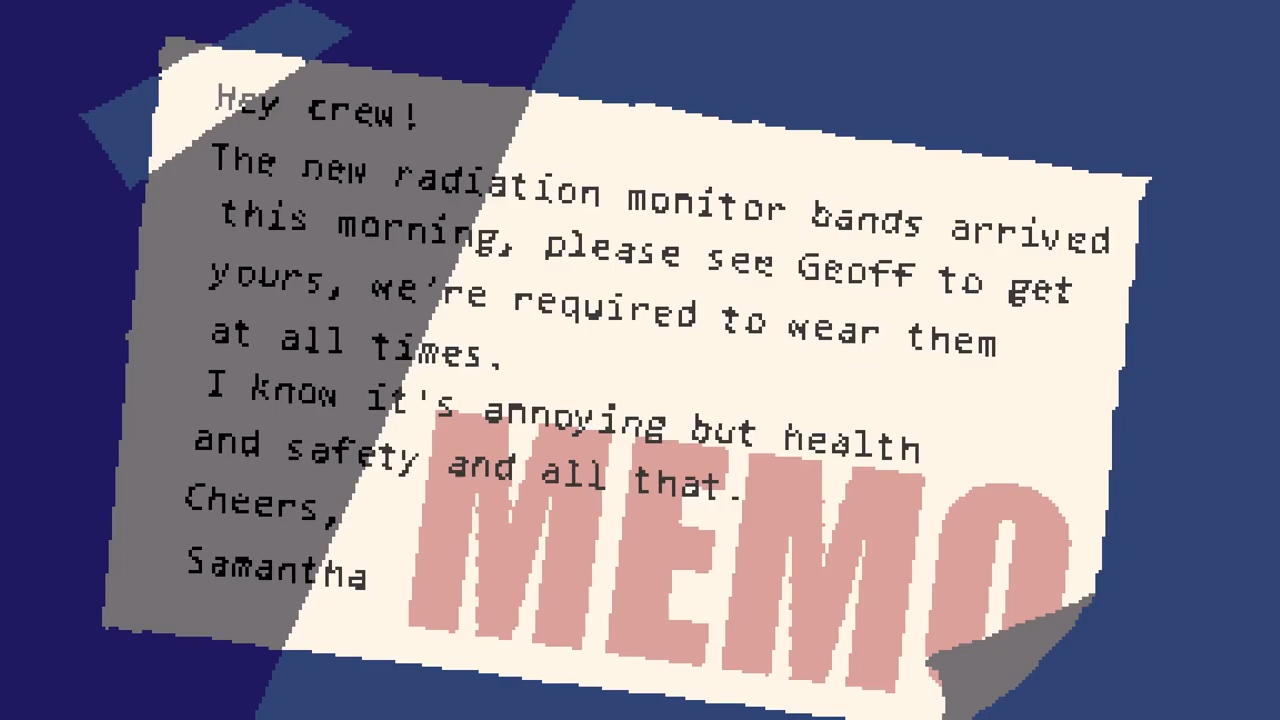 Hey crew!
The new radiation monitor bands arrived
this morning, please see Geoff to get
yours, we're required to wear them
at all times.
I know it's annoying but health
and safety and all that.
Cheers,
Samantha
MEMO